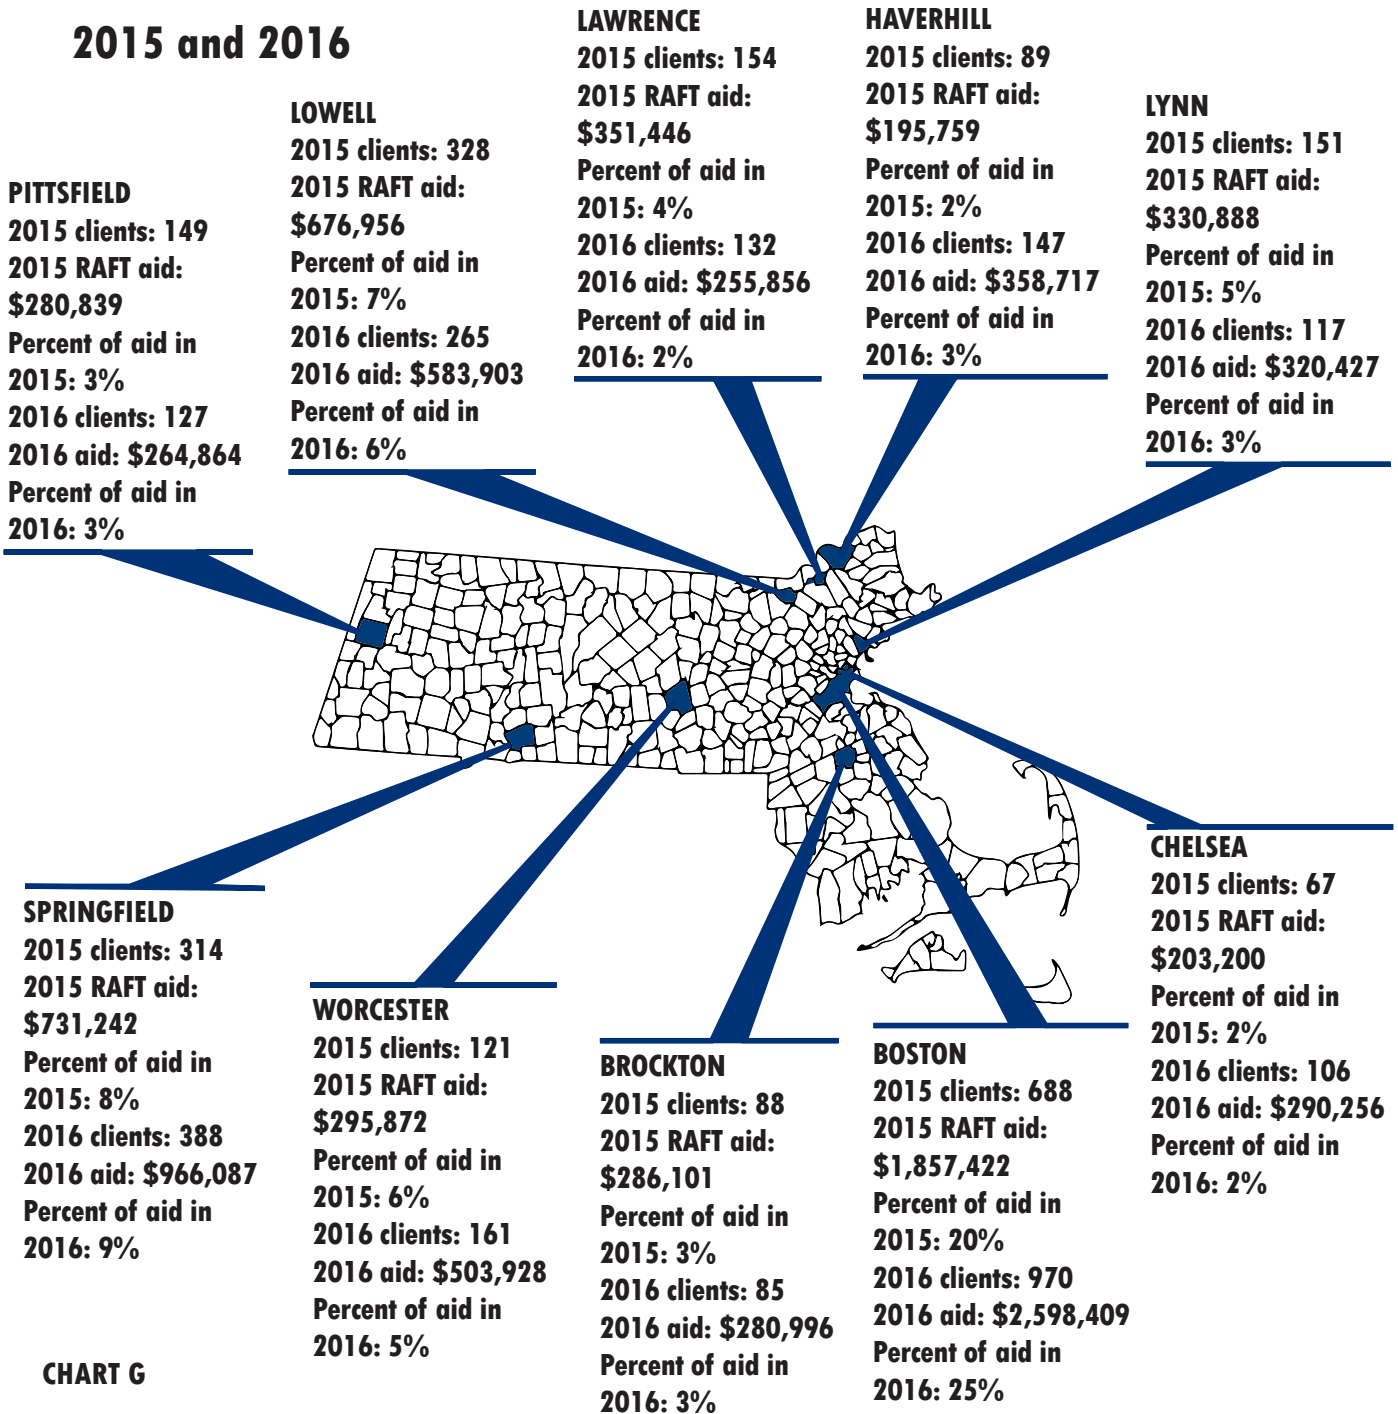 2015 and 2016
PITTSFIELD
2015 clients: 149
2015 RAFT aid:
$280,839
Percent of aid in
2015: 3%
2016 clients: 127
2016 aid: $264,864
Percent of aid in
2016: 3%
LOWELL
2015 clients: 328
2015 RAFT aid:
$676,956
Percent of aid in
2015: 7%
2016 clients: 265
2016 aid: $583,903
Percent of aid in
2016: 6%
LAWRENCE
2015 clients: 154
2015 RAFT aid:
$351,446
Percent of aid in
2015: 4%
2016 clients: 132
2016 aid: $255,856
Percent of aid in
2016: 2%
HAVERHILL
2015 clients: 89
2015 RAFT aid:
$195,759
Percent of aid in
2015: 2%
2016 clients: 147
2016 aid: $358,717
Percent of aid in
2016: 3%
LYNN
2015 clients: 151
2015 RAFT aid:
$330,888
Percent of aid in
2015: 5%
2016 clients: 117
2016 aid: $320,427
Percent of aid in
2016: 3%
SPRINGFIELD
2015 clients: 314
2015 RAFT aid:
$731,242
Percent of aid in
2015: 8%
2016 clients: 388
2016 aid: $966,087
Percent of aid in
2016: 9%
WORCESTER
2015 clients: 121
2015 RAFT aid:
$295,872
Percent of aid in
2015: 6%
2016 clients: 161
2016 aid: $503,928
Percent of aid in
2016: 5%
BROCKTON
2015 clients: 88
2015 RAFT aid:
$286,101
Percent of aid in
2015: 3%
2016 clients: 85
2016 aid: $280,996
Percent of aid in
2016: 3%
BOSTON
2015 clients: 688
2015 RAFT aid:
$1,857,422
Percent of aid in
2015: 20%
2016 clients: 970
2016 aid: $2,598,409
Percent of aid in
2016: 25%
CHELSEA
2015 clients: 67
2015 RAFT aid:
$203,200
Percent of aid in
2015: 2%
2016 clients: 106
2016 aid: $290,256
Percent of aid in
2016: 2%
CHART G